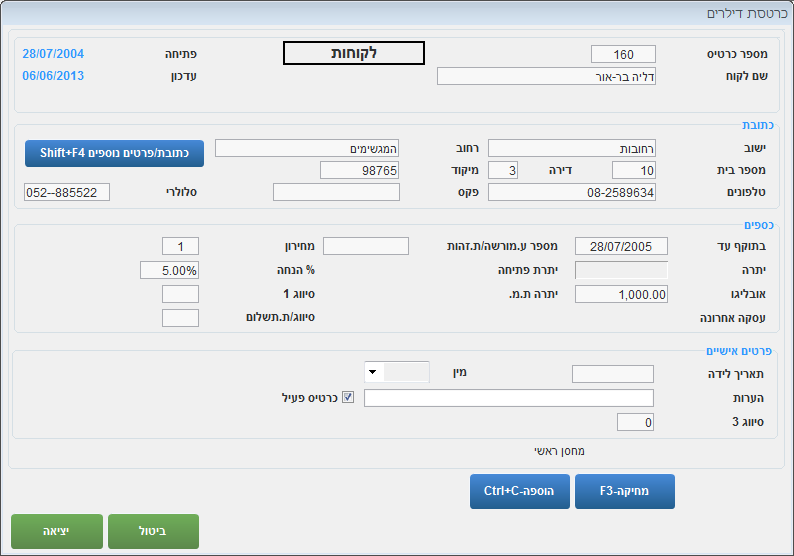 כרטסת דילרים
מספר כרטיס 160 לקוחות פתיחה 28/07/2004
שם לקוח דליה בר-אור עדכון 06/06/2013
כתובת
ישוב רחובות רחוב המגשימים כתובת/פרטים נוספים Shift+F4
מספר בית 10 דירה 3 מיקוד 98765
טלפונים 08-2589634 פקס סלולרי 052--885522
כספים
בתוקף עד 28/07/2005 מספר ע.מורשה/ת.זהות מחירון 1
יתרה יתרת פתיחה % הנחה 5.00%
אובליגו 1,000.00 יתרה ת.מ. סיווג 1
עסקה אחרונה סיווג/ת.תשלום
פרטים אישיים
תאריך לידה מין
הערות כרטיס פעיל
סיווג 3 0
מחסן ראשי
מחיקה-F3 הוספה-Ctrl+C
ביטול יציאה